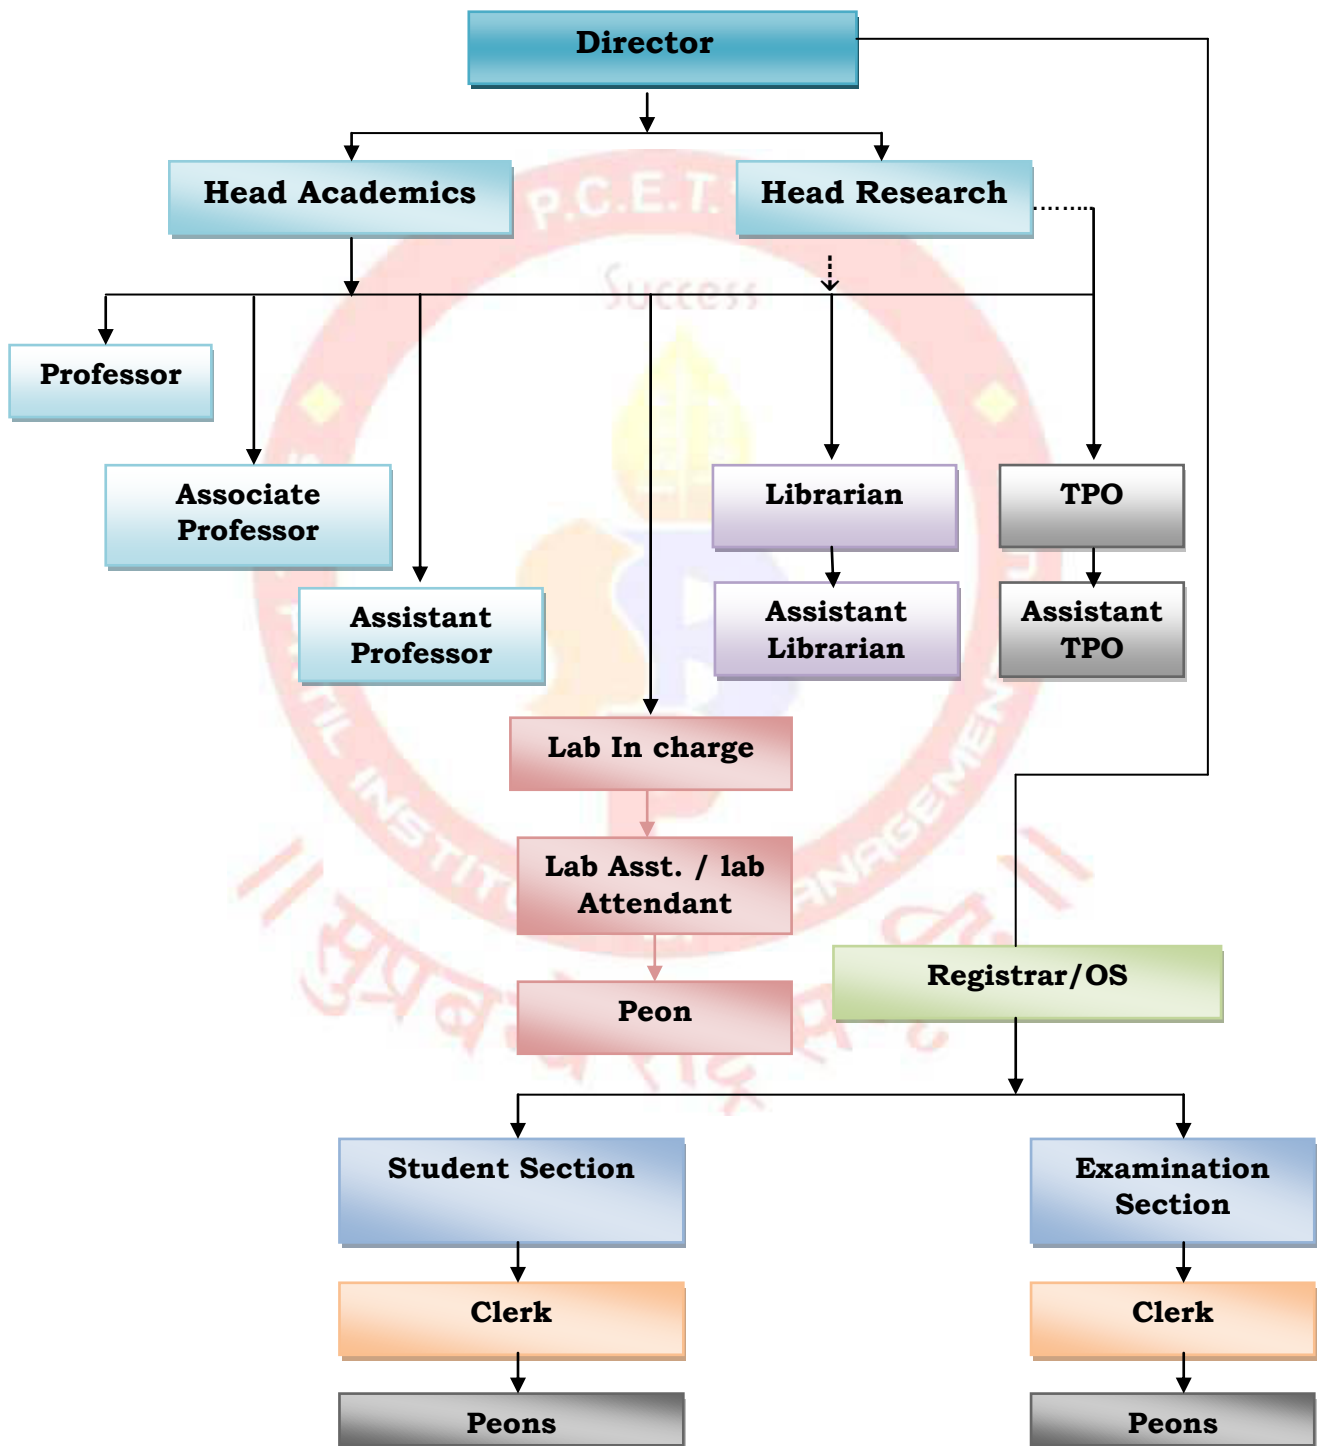 Director
Head Academics
Head Research
P.C.E.T.
Success
Professor
Associate
Professor
Librarian
TPO
Assistant
Professor
Assistant
Librarian
Assistant
TPO
Lab In charge
Lab Asst. / lab
Attendant
Peon
Registrar/OS
Student Section
Examination
Section
Clerk
Clerk
Peons
Peons